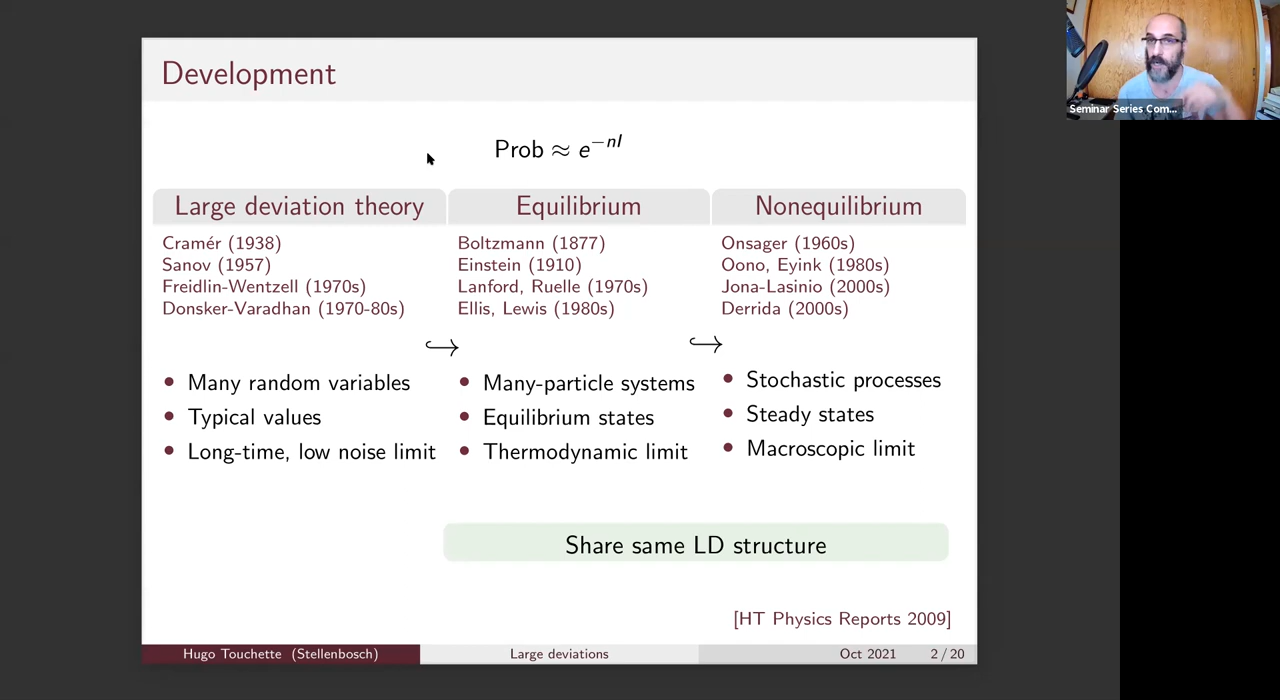 Development
Prob ≈ e^{−nI}
Large deviation theory
Cramér (1938)
Sanov (1957)
Freidlin-Wentzell (1970s)
Donsker-Varadhan (1970-80s)
↪
• Many random variables
• Typical values
• Long-time, low noise limit
Equilibrium
Boltzmann (1877)
Einstein (1910)
Lanford, Ruelle (1970s)
Ellis, Lewis (1980s)
↪
• Many-particle systems
• Equilibrium states
• Thermodynamic limit
Nonequilibrium
Onsager (1960s)
Oono, Eyink (1980s)
Jona-Lasinio (2000s)
Derrida (2000s)
• Stochastic processes
• Steady states
• Macroscopic limit
Share same LD structure
[HT Physics Reports 2009]
Hugo Touchette (Stellenbosch)
Large deviations
Oct 2021
2 / 20
Seminar Series Com...